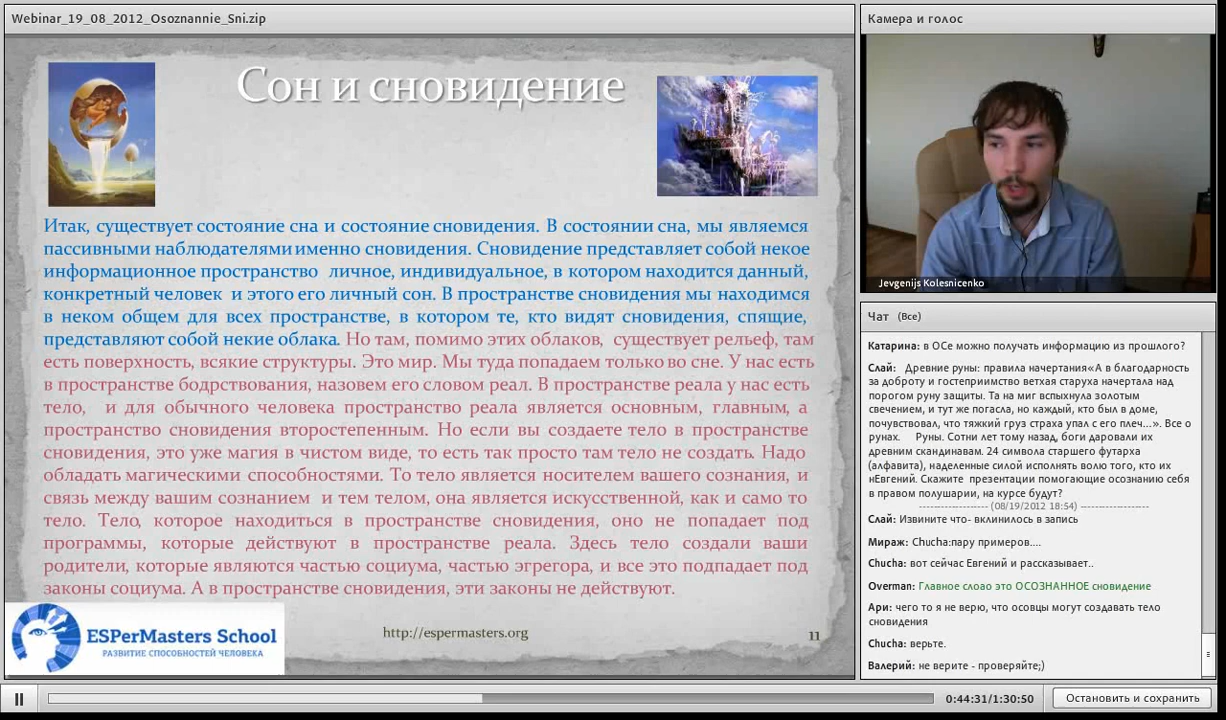 Webinar_19_08_2012_Osoznannie_Sni.zip
Сон и сновидение
Итак, существует состояние сна и состояние сновидения. В состоянии сна, мы являемся
пассивными наблюдателями именно сновидения. Сновидение представляет собой некое
информационное пространство личное, индивидуальное, в котором находится данный,
конкретный человек и этого его личный сон. В пространстве сновидения мы находимся
в неком общем для всех пространстве, в котором те, кто видят сновидения, спящие,
представляют собой некие облака. Но там, помимо этих облаков, существует рельеф, там
есть поверхность, всякие структуры. Это мир. Мы туда попадаем только во сне. У нас есть
в пространстве бодрствования, назовем его словом реал. В пространстве реала у нас есть
тело, и для обычного человека пространство реала является основным, главным, а
пространство сновидения второстепенным. Но если вы создаете тело в пространстве
сновидения, это уже магия в чистом виде, то есть так просто там тело не создать. Надо
обладать магическими способностями. То тело является носителем вашего сознания, и
связь между вашим сознанием и тем телом, она является искусственной, как и само то
тело. Тело, которое находиться в пространстве сновидения, оно не попадает под
программы, которые действуют в пространстве реала. Здесь тело создали ваши
родители, которые являются частью социума, частью эгрегора, и все это подпадает под
законы социума. А в пространстве сновидения, эти законы не действуют.
ESPerMasters School
РАЗВИТИЕ СПОСОБНОСТЕЙ ЧЕЛОВЕКА
http://espermasters.org
11
Камера и голос
Jevgenijs Kolesnicenko
Чат (Все)
Катарина: в ОСе можно получать информацию из прошлого?
Слай: Древние руны: правила начертания«А в благодарность
за доброту и гостеприимство ветхая старуха начертала над
порогом руну защиты. Та на миг вспыхнула золотым
свечением, и тут же погасла, но каждый, кто был в доме,
почувствовал, что тяжкий груз страха упал с его плеч...». Все о
рунах. Руны. Сотни лет тому назад, боги даровали их
древним скандинавам. 24 символа старшего футарха
(алфавита), наделенные силой исполнять волю того, кто их
нЕвгений. Скажите презентации помогающие осознанию себя
в правом полушарии, на курсе будут?
-------------------- (08/19/2012 18:54) --------------------
Слай: Извините что- вклинилось в запись
Мираж: Chucha:пару примеров....
Chucha: вот сейчас Евгений и рассказывает..
Overman: Главное слоао это ОСОЗНАННОЕ сновидение
Ари: чего то я не верю, что осовцы могут создавать тело
сновидения
Chucha: верьте.
Валерий: не верите - проверяйте;)
0:44:31/1:30:50
Остановить и сохранить